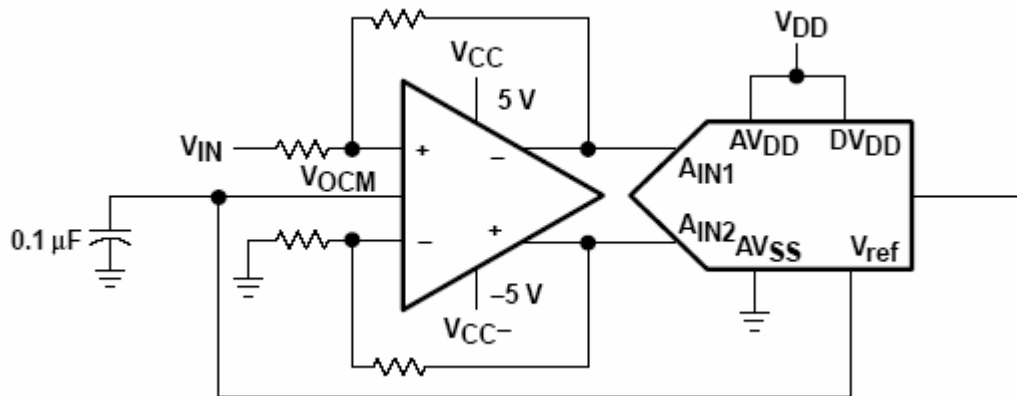 VDD
VCC
5 V
AVDD
DVDD
VIN
+
−
AIN1
VOCM
0.1 μF
−
+
AIN2
AVSS
Vref
−5 V
VCC−